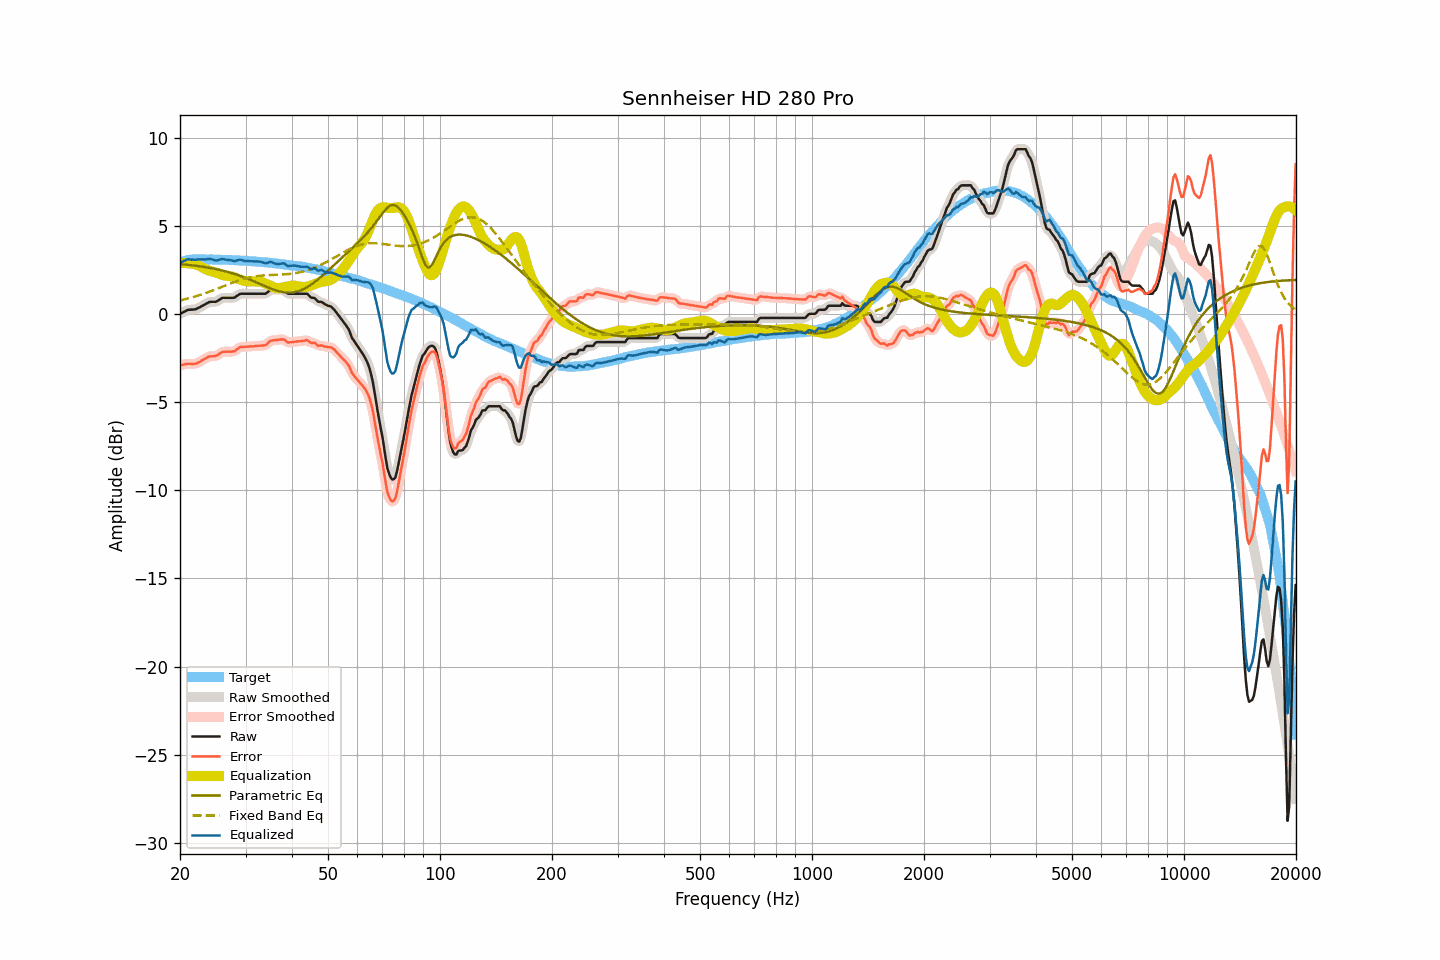 Sennheiser HD 280 Pro
10
5
0
−5
−10
−15
−20
−25
−30
Amplitude (dBr)
Target
Raw Smoothed
Error Smoothed
Raw
Error
Equalization
Parametric Eq
Fixed Band Eq
Equalized
20 50 100 200 500 1000 2000 5000 10000 20000
Frequency (Hz)